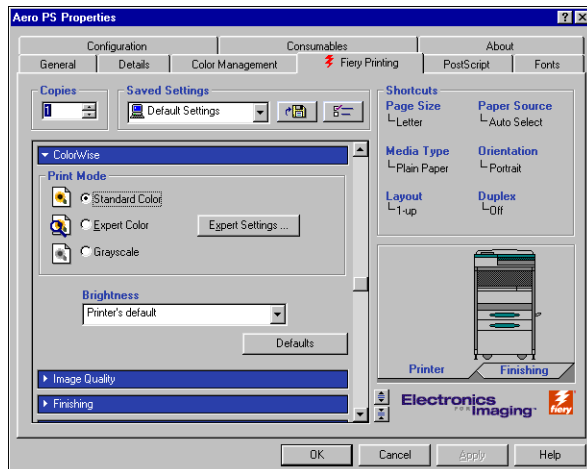 Aero PS Properties
Configuration
Consumables
About
General
Details
Color Management
Fiery Printing
PostScript
Fonts
Copies
1
Saved Settings
Default Settings
ColorWise
Print Mode
Standard Color
Expert Color
Expert Settings ...
Grayscale
Brightness
Printer's default
Defaults
Image Quality
Finishing
Shortcuts
Page Size
Letter
Paper Source
Auto Select
Media Type
Plain Paper
Orientation
Portrait
Layout
1-up
Duplex
Off
Printer
Finishing
Electronics
FOR Imaging
fiery
OK
Cancel
Apply
Help